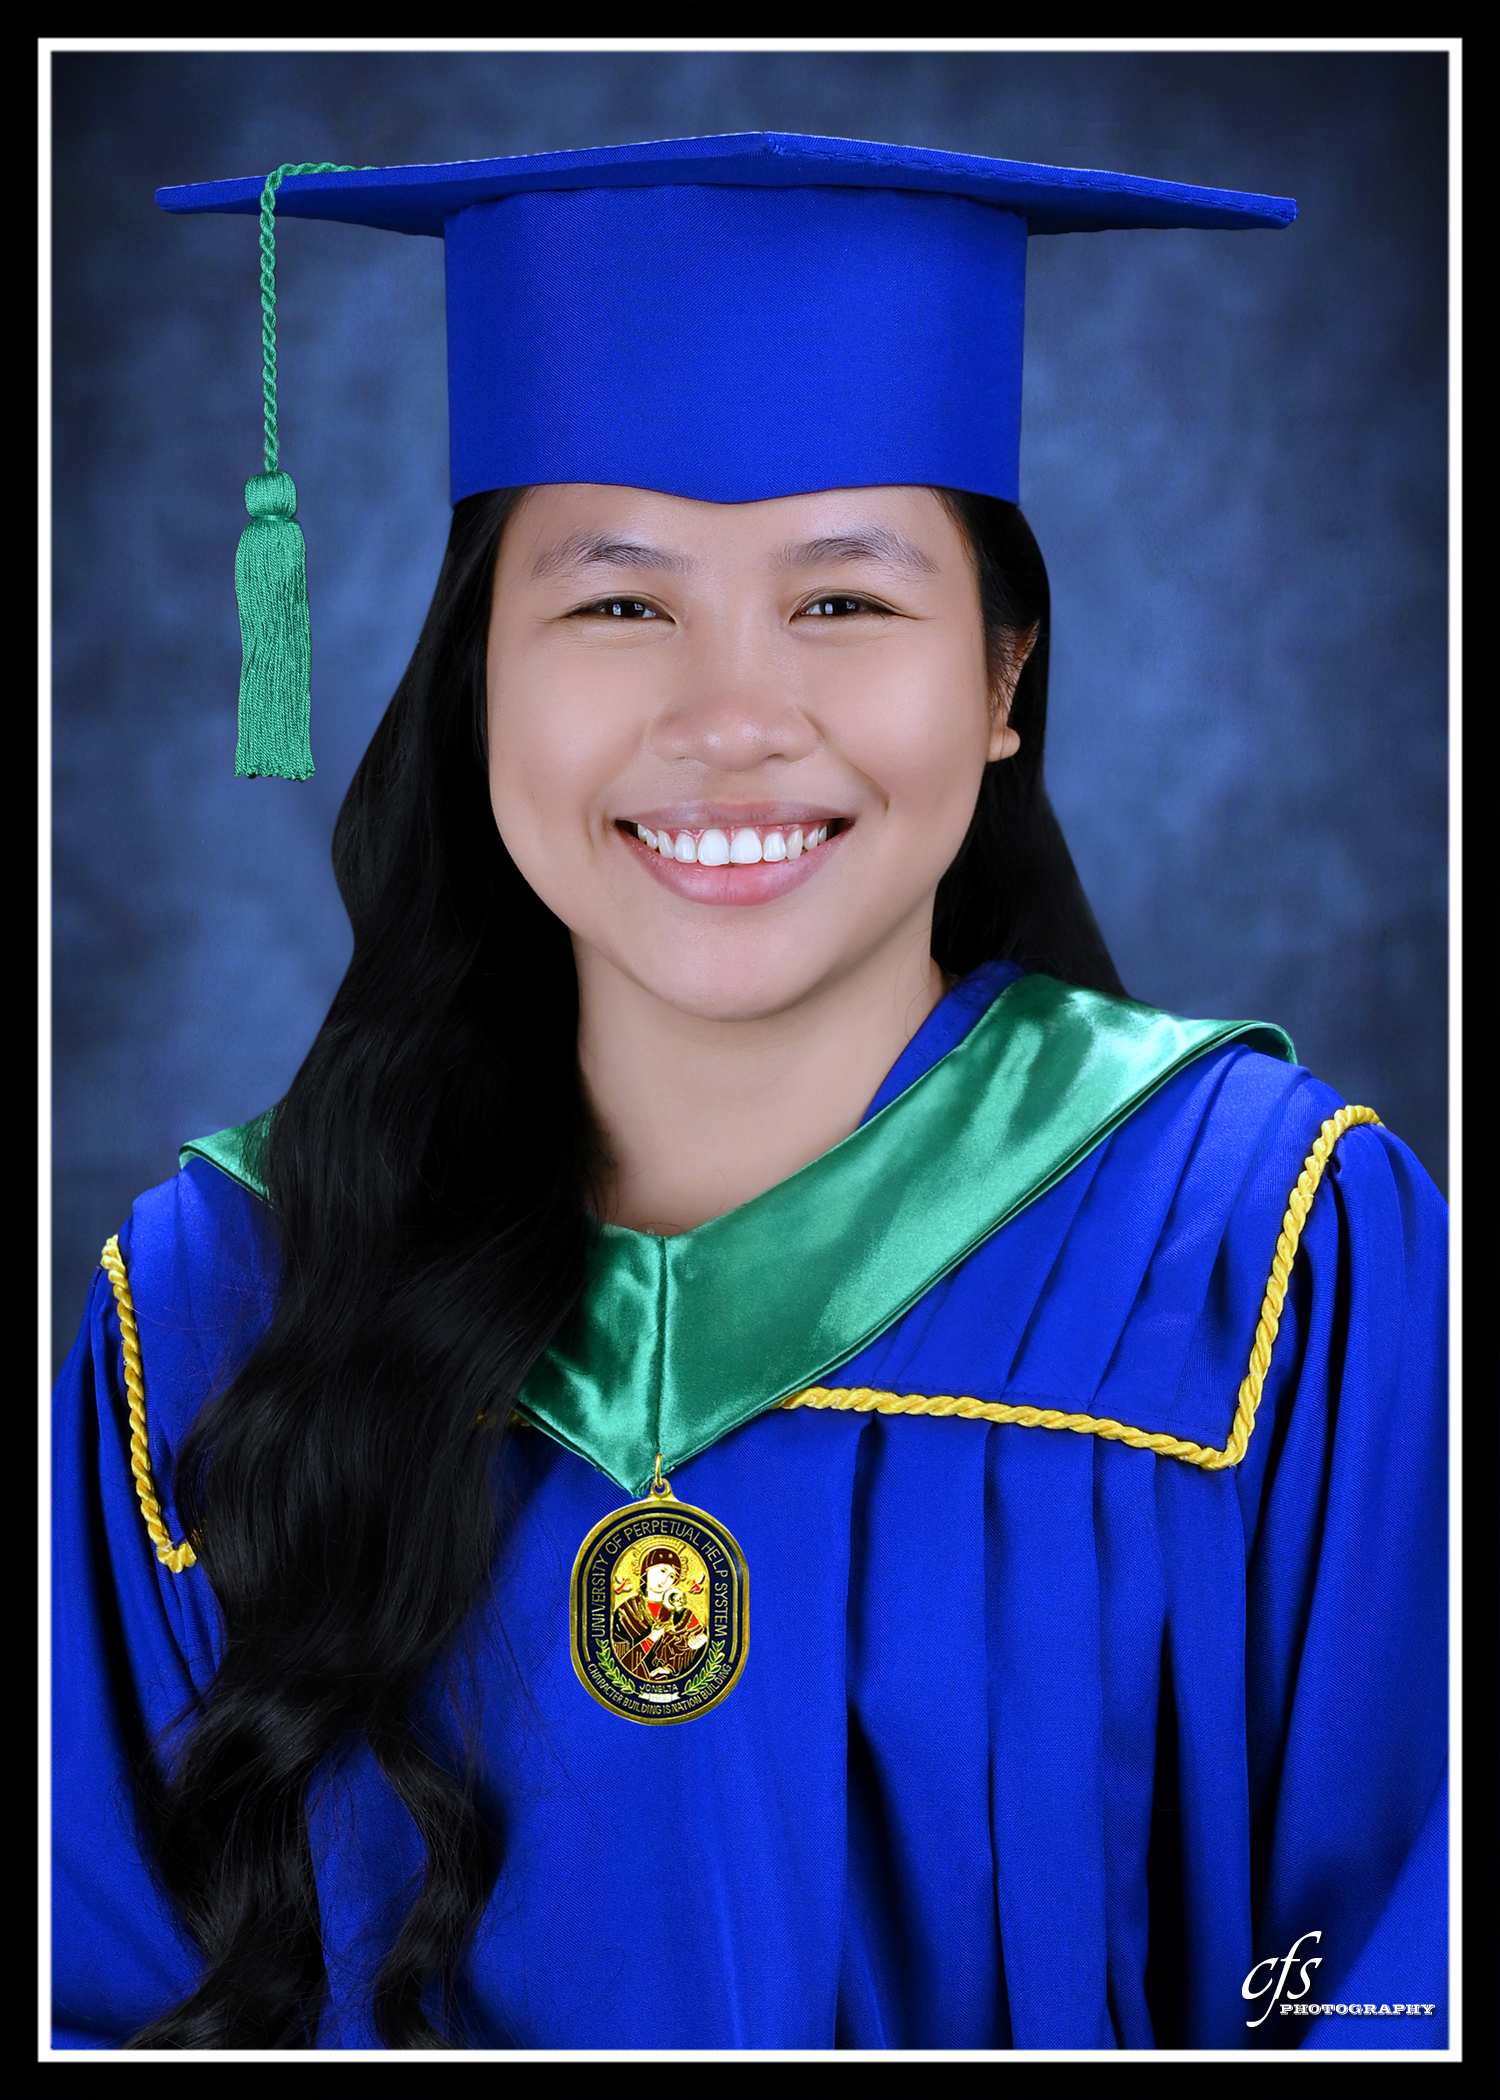 UNIVERSITY OF PERPETUAL HELP SYSTEM
JONELTA
CHARACTER BUILDING IS NATION BUILDING
cfs
PHOTOGRAPHY